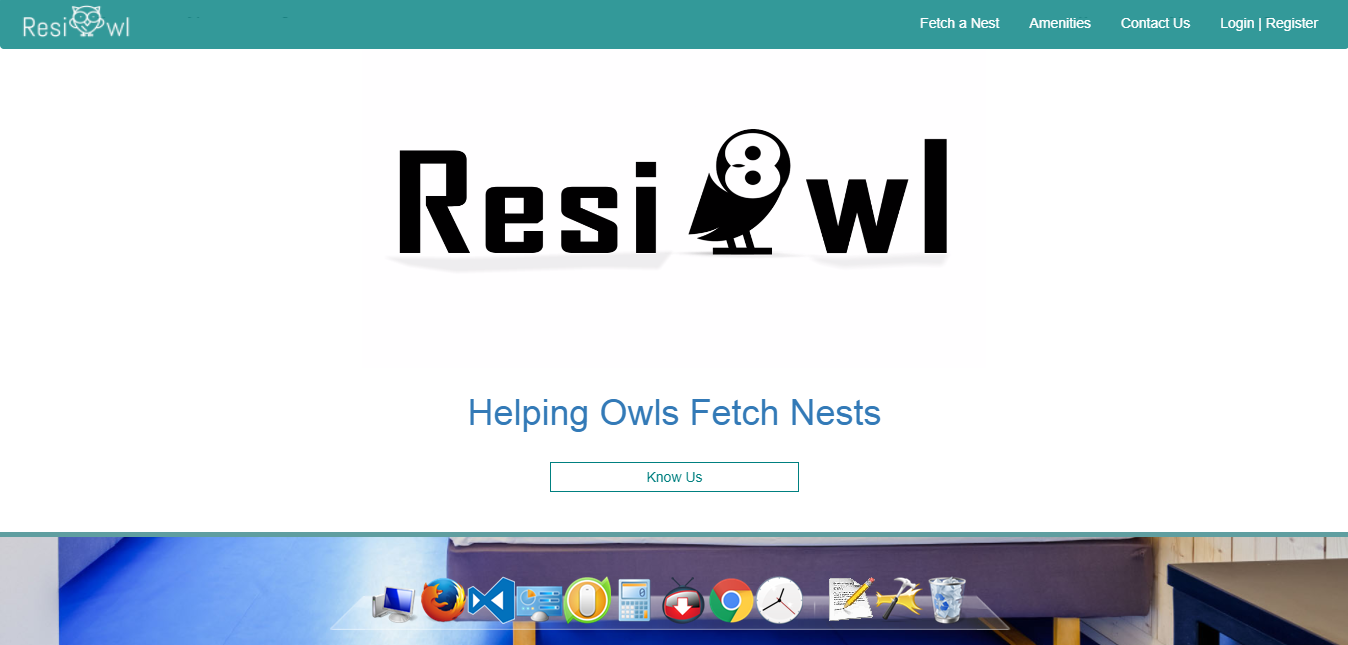 ResiOwl
Fetch a Nest
Amenities
Contact Us
Login | Register
ResiOwl
Helping Owls Fetch Nests
Know Us